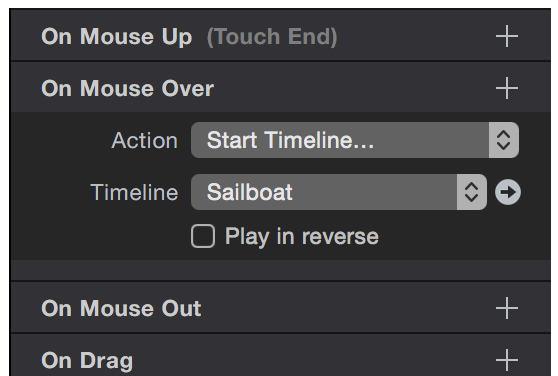 On Mouse Up (Touch End)
On Mouse Over
Action Start Timeline...
Timeline Sailboat
Play in reverse
On Mouse Out
On Drag